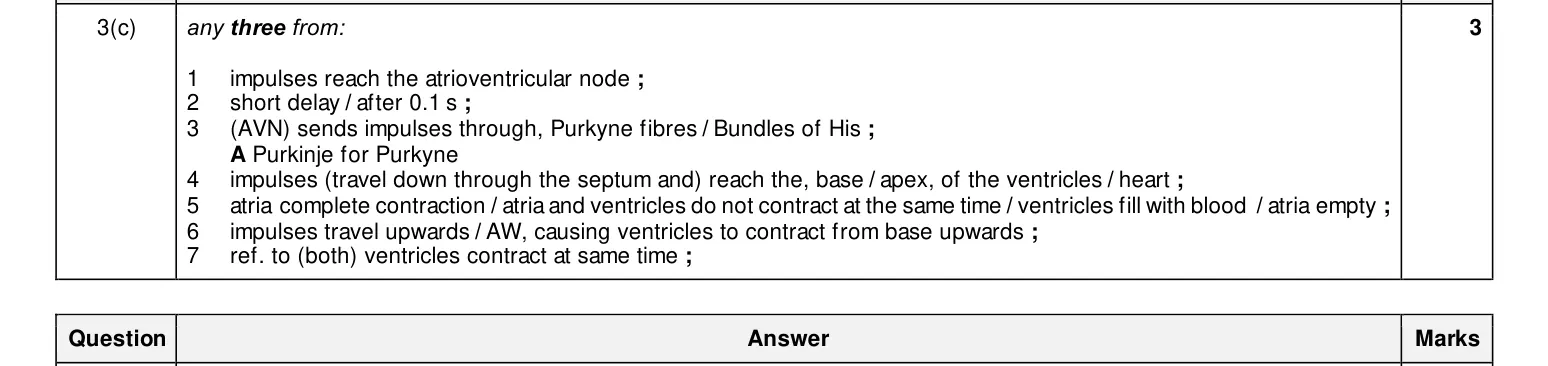 3(c) any three from: 3
1 impulses reach the atrioventricular node ;
2 short delay / after 0.1 s ;
3 (AVN) sends impulses through, Purkyne fibres / Bundles of His ;
A Purkinje for Purkyne
4 impulses (travel down through the septum and) reach the, base / apex, of the ventricles / heart ;
5 atria complete contraction / atria and ventricles do not contract at the same time / ventricles fill with blood / atria empty ;
6 impulses travel upwards / AW, causing ventricles to contract from base upwards ;
7 ref. to (both) ventricles contract at same time ;
Question Answer Marks